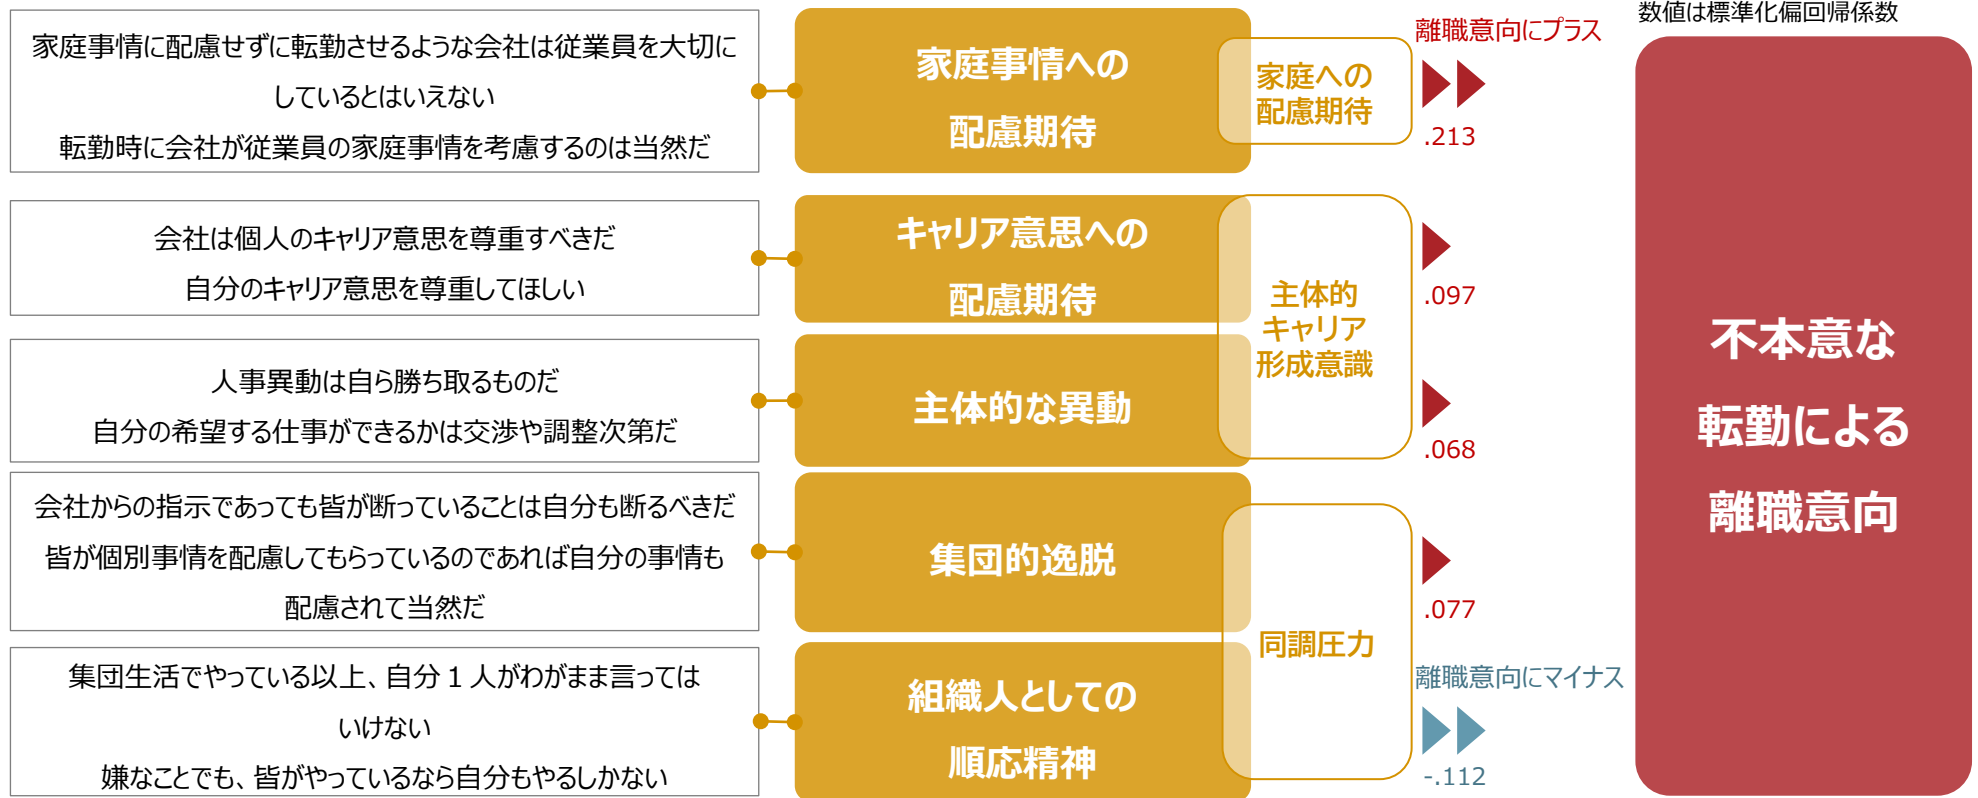 数値は標準化偏回帰係数
家庭事情に配慮せずに転勤させるような会社は従業員を大切に
しているとはいえない
転勤時に会社が従業員の家庭事情を考慮するのは当然だ
家庭事情への
配慮期待
家庭への
配慮期待
離職意向にプラス
.213
会社は個人のキャリア意思を尊重すべきだ
自分のキャリア意思を尊重してほしい
キャリア意思への
配慮期待
主体的
キャリア
形成意識
.097
人事異動は自ら勝ち取るものだ
自分の希望する仕事ができるかは交渉や調整次第だ
主体的な異動
.068
会社からの指示であっても皆が断っていることは自分も断るべきだ
皆が個別事情を配慮してもらっているのであれば自分の事情も
配慮されて当然だ
集団的逸脱
同調圧力
.077
集団生活でやっている以上、自分1人がわがまま言っては
いけない
嫌なことでも、皆がやっているなら自分もやるしかない
組織人としての
順応精神
離職意向にマイナス
-.112
不本意な
転勤による
離職意向